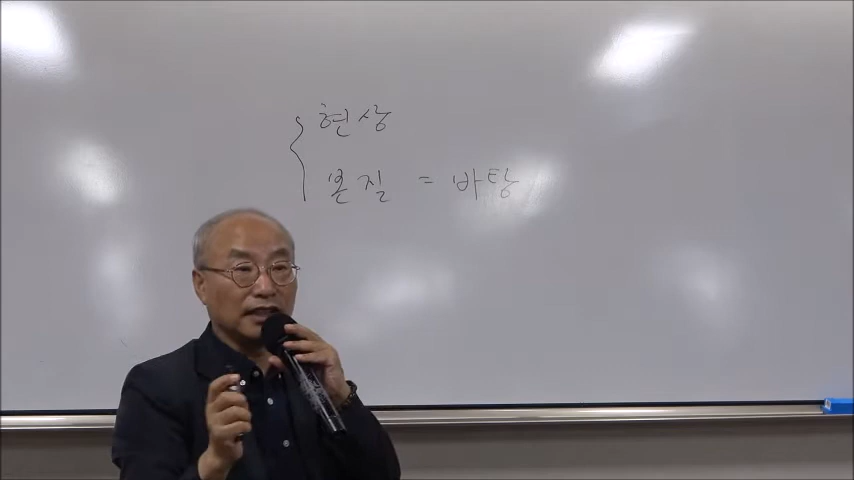 현상
본질 = 바탕